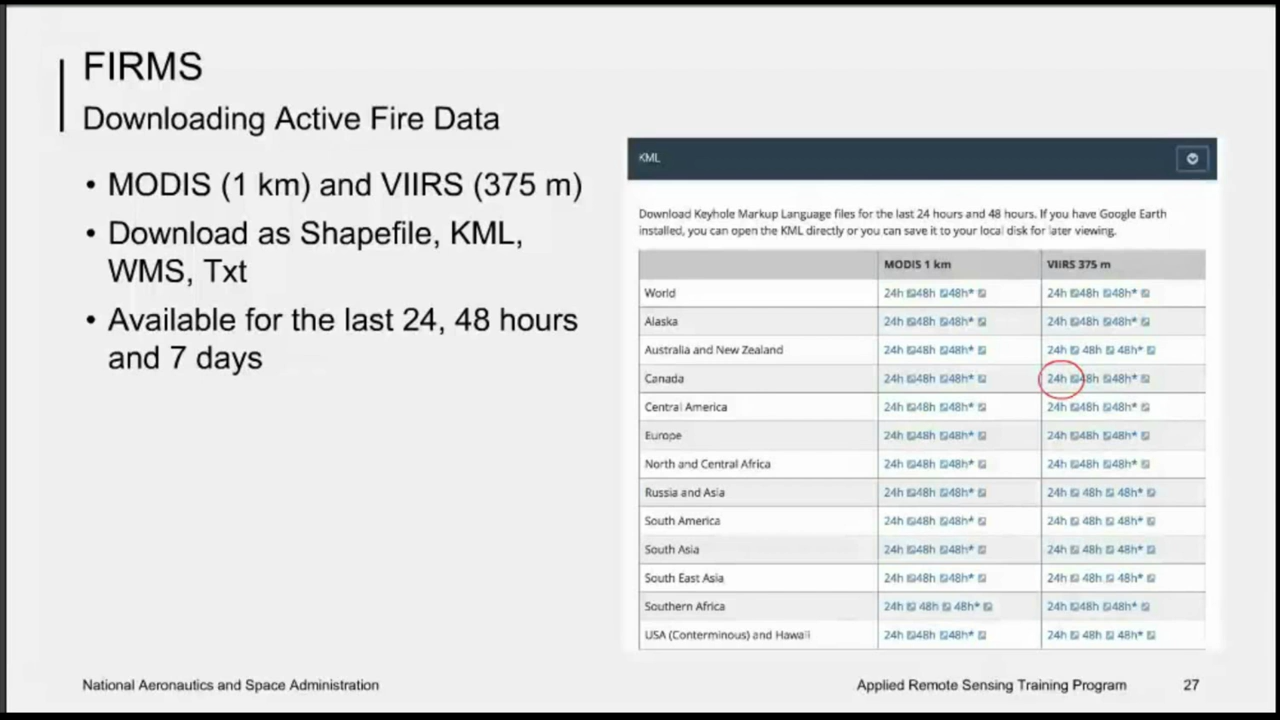 FIRMS
Downloading Active Fire Data
• MODIS (1 km) and VIIRS (375 m)
• Download as Shapefile, KML,
WMS, Txt
• Available for the last 24, 48 hours
and 7 days
KML
Download Keyhole Markup Language files for the last 24 hours and 48 hours. If you have Google Earth
installed, you can open the KML directly or you can save it to your local disk for later viewing.
MODIS 1 km VIIRS 375 m
World 24h 48h 48h* 24h 48h 48h*
Alaska 24h 48h 48h* 24h 48h 48h*
Australia and New Zealand 24h 48h 48h* 24h 48h 48h*
Canada 24h 48h 48h* 24h 48h 48h*
Central America 24h 48h 48h* 24h 48h 48h*
Europe 24h 48h 48h* 24h 48h 48h*
North and Central Africa 24h 48h 48h* 24h 48h 48h*
Russia and Asia 24h 48h 48h* 24h 48h 48h*
South America 24h 48h 48h* 24h 48h 48h*
South Asia 24h 48h 48h* 24h 48h 48h*
South East Asia 24h 48h 48h* 24h 48h 48h*
Southern Africa 24h 48h 48h* 24h 48h 48h*
USA (Conterminous) and Hawaii 24h 48h 48h* 24h 48h 48h*
National Aeronautics and Space Administration
Applied Remote Sensing Training Program 27